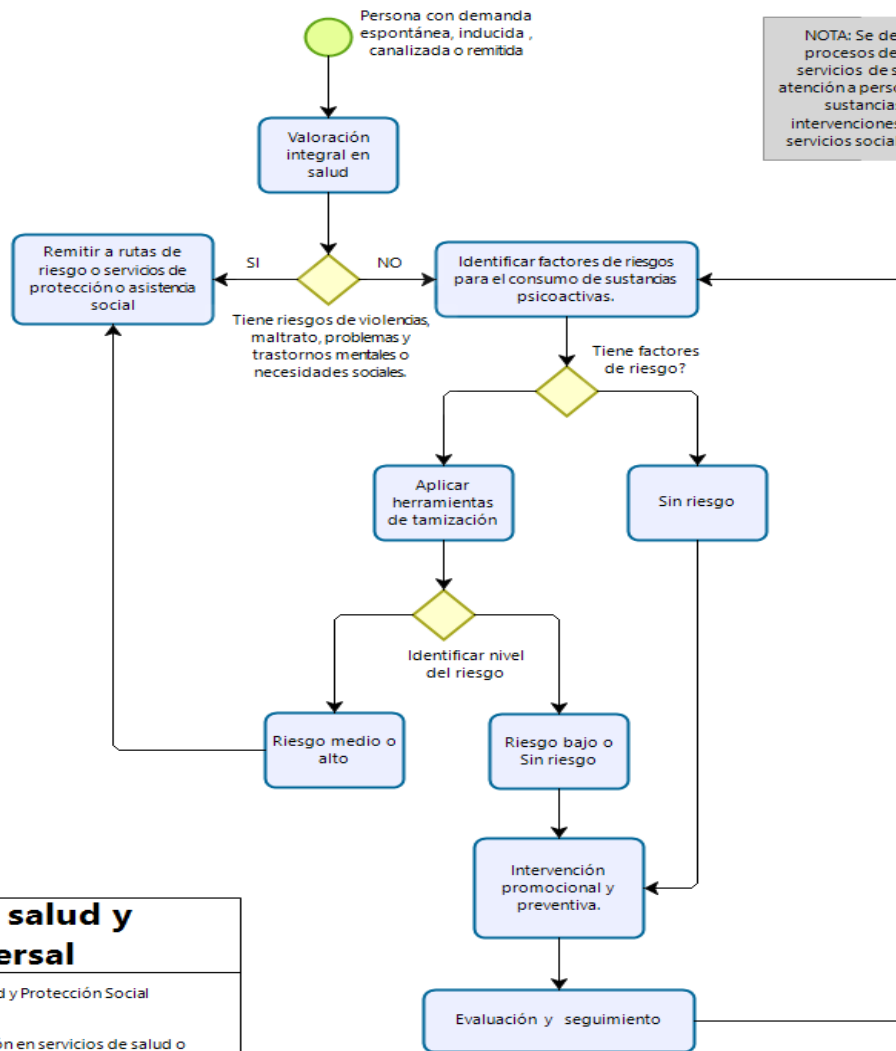 Persona con demanda
espontánea, inducida ,
canalizada o remitida
NOTA: Se de
procesos de
servicios de s
atención a perso
sustancias
intervenciones
servicios social
Valoración
integral en
salud
Remitir a rutas de
riesgo o servicios de
protección o asistencia
social
SI
NO
Identificar factores de riesgos
para el consumo de sustancias
psicoactivas.
Tiene riesgos de violencias,
maltrato, problemas y
trastornos mentales o
necesidades sociales.
Tiene factores
de riesgo?
Aplicar
herramientas
de tamización
Sin riesgo
Identificar nivel
del riesgo
Riesgo medio o
alto
Riesgo bajo o
Sin riesgo
Intervención
promocional y
preventiva.
salud y
ersal
d y Protección Social
ón en servicios de salud o
Evaluación y seguimiento